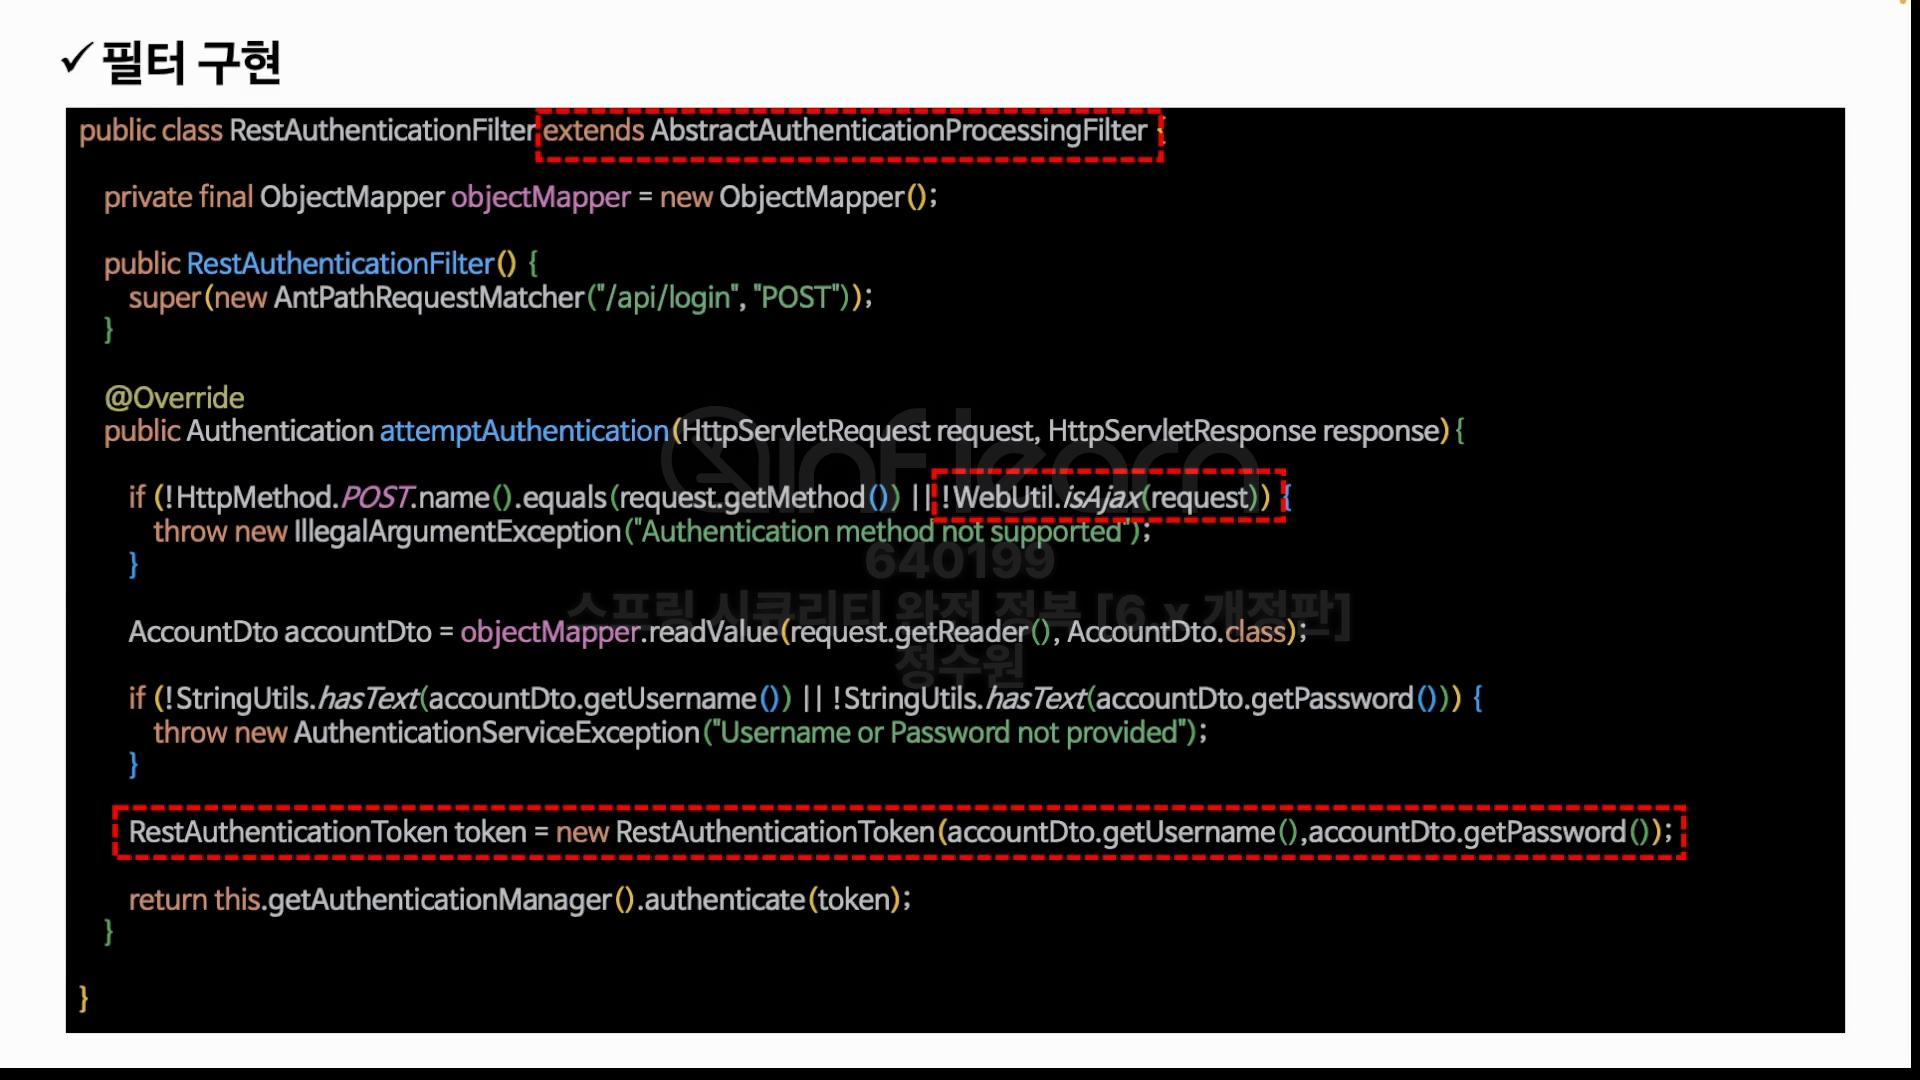 ✓ 필터 구현
public class RestAuthenticationFilter extends AbstractAuthenticationProcessingFilter {
private final ObjectMapper objectMapper = new ObjectMapper();
public RestAuthenticationFilter() {
super(new AntPathRequestMatcher("/api/login", "POST"));
}
@Override
public Authentication attemptAuthentication(HttpServletRequest request, HttpServletResponse response) {
if (!HttpMethod.POST.name().equals(request.getMethod()) || !WebUtil.isAjax(request)) {
throw new IllegalArgumentException("Authentication method not supported");
}
AccountDto accountDto = objectMapper.readValue(request.getReader(), AccountDto.class);
if (!StringUtils.hasText(accountDto.getUsername()) || !StringUtils.hasText(accountDto.getPassword())) {
throw new AuthenticationServiceException("Username or Password not provided");
}
RestAuthenticationToken token = new RestAuthenticationToken(accountDto.getUsername(),accountDto.getPassword());
return this.getAuthenticationManager().authenticate(token);
}
}
inflearn
640199
스프링 시큐리티 완전 정복 [6.x 개정판]
정수원